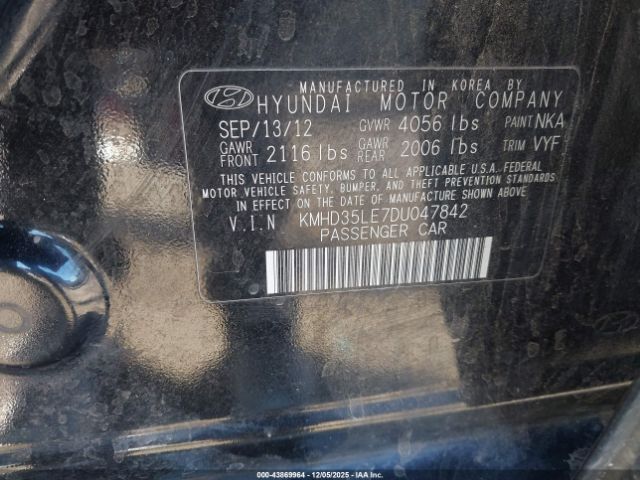 MANUFACTURED IN KOREA BY
HYUNDAI MOTOR COMPANY
SEP/13/12 GVWR 4056 lbs PAINT NKA
GAWR FRONT 2116 lbs GAWR REAR 2006 lbs TRIM VYF
THIS VEHICLE CONFORMS TO ALL APPLICABLE U.S.A. FEDERAL
MOTOR VEHICLE SAFETY, BUMPER, AND THEFT PREVENTION STANDARDS
IN EFFECT ON THE DATE OF MANUFACTURE SHOWN ABOVE
V.I.N KMHD35LE7DU047842
PASSENGER CAR
000-43869964 - 12/05/2025 - IAAI.COM